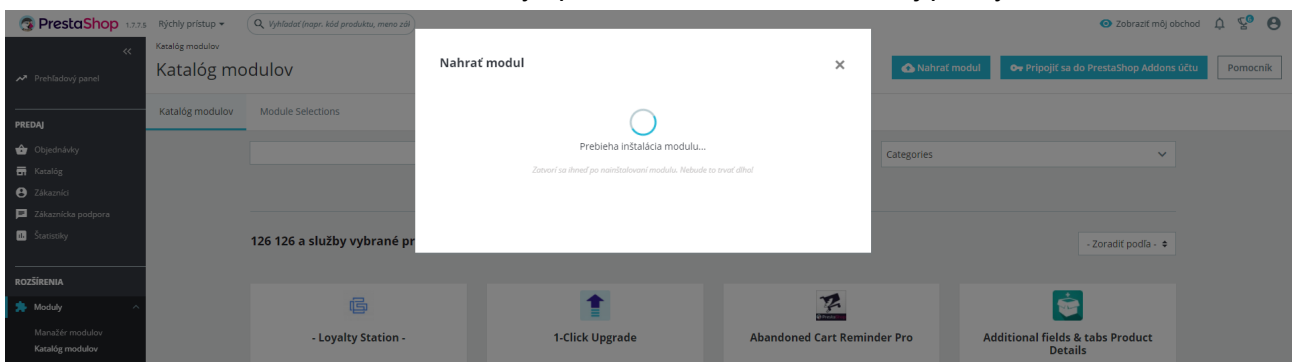 PrestaShop 1.7.7.5 Rýchly prístup Vyhľadať (napr. kód produktu, meno zák Zobraziť môj obchod
Katalóg modulov
Katalóg modulov
Nahrať modul ×
Nahrať modul Pripojiť sa do PrestaShop Addons účtu Pomocník
Prehľadový panel
Katalóg modulov Module Selections
PREDAJ
Objednávky
Katalóg
Zákazníci
Zákaznícka podpora
Štatistiky
Prebieha inštalácia modulu...
Zatvorí sa ihneď po nainštalovaní modulu. Nebude to trvať dlho!
Categories
126 126 a služby vybrané pr
- Zoradiť podľa -
ROZŠÍRENIA
Moduly
Manažér modulov
Katalóg modulov
- Loyalty Station -
1-Click Upgrade
Abandoned Cart Reminder Pro
Additional fields & tabs Product
Details